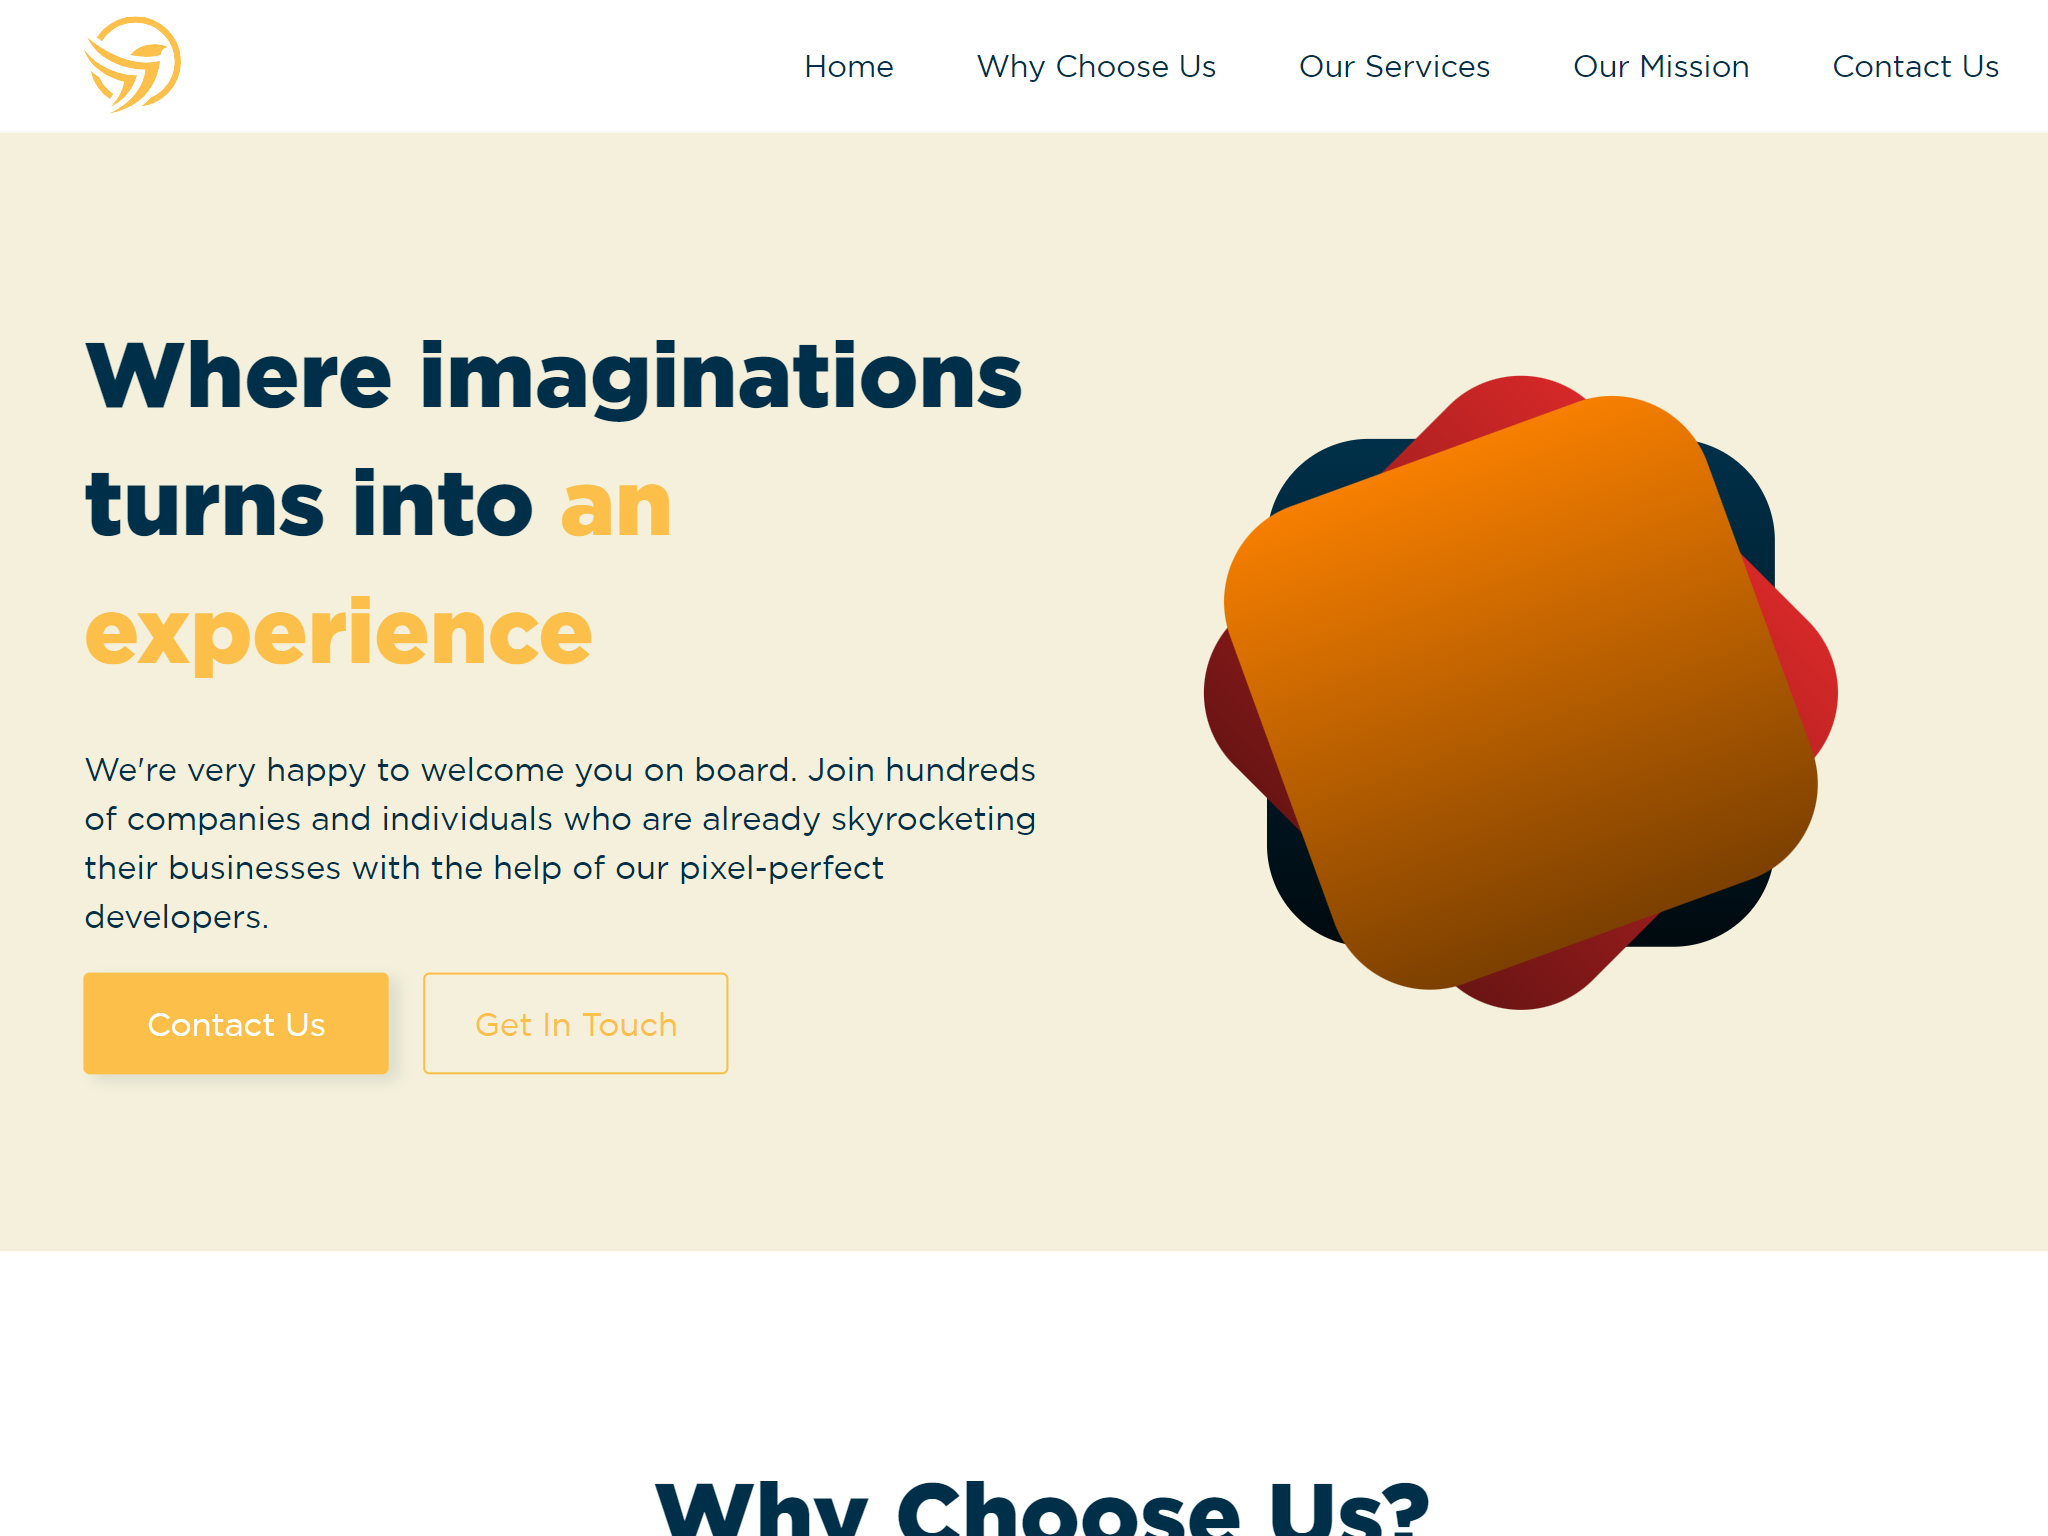 Home Why Choose Us Our Services Our Mission Contact Us
Where imaginations
turns into an
experience
We're very happy to welcome you on board. Join hundreds
of companies and individuals who are already skyrocketing
their businesses with the help of our pixel-perfect
developers.
Contact Us Get In Touch
Why Choose Us?